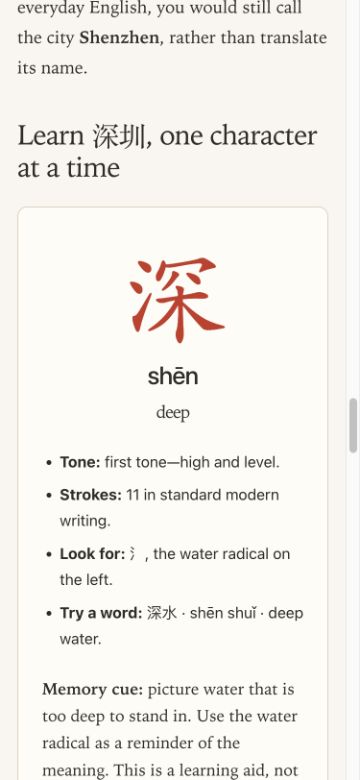 everyday English, you would still call
the city Shenzhen, rather than translate
its name.
Learn 深圳, one character
at a time
深
shēn
deep
• Tone: first tone—high and level.
• Strokes: 11 in standard modern
writing.
• Look for: 氵, the water radical on
the left.
• Try a word: 深水 · shēn shuǐ · deep
water.
Memory cue: picture water that is
too deep to stand in. Use the water
radical as a reminder of the
meaning. This is a learning aid, not